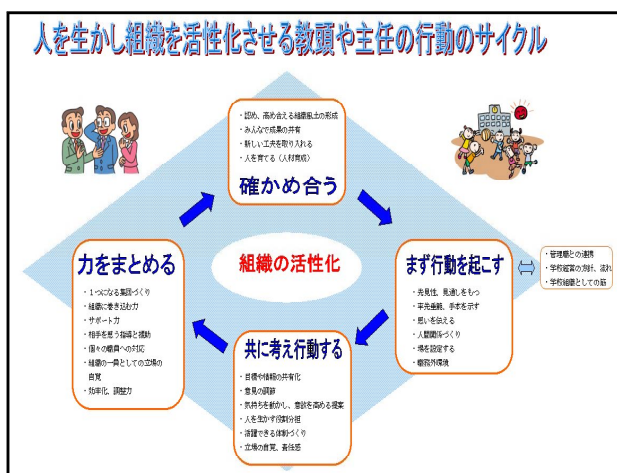 人を生かし組織を活性化させる教頭や主任の行動のサイクル
・認め、高め合える組織風土の形成
・みんなで成果の共有
・新しい工夫を取り入れる
・人を育てる（人材育成）
確かめ合う
力をまとめる
・１つになる集団づくり
・組織に巻き込む力
・サポート力
・相手を思う指導と補助
・個々の職員への対応
・組織の一員としての立場の
自覚
・効率化、調整力
組織の活性化
まず行動を起こす
・先見性、見通しをもつ
・率先垂範、手本を示す
・思いを伝える
・人間関係づくり
・場を設定する
・職務外環境
・管理職との連携
・学校経営の方針、流れ
・学校組織としての筋
共に考え行動する
・目標や情報の共有化
・意見の調節
・気持ちを動かし、意欲を高める提案
・人を生かす役割分担
・活躍できる体制づくり
・立場の自覚、責任感